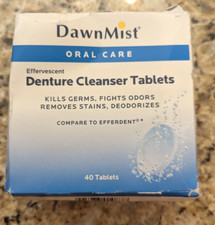 DawnMist®
ORAL CARE
Effervescent
Denture Cleanser Tablets
KILLS GERMS, FIGHTS ODORS
REMOVES STAINS, DEODORIZES
COMPARE TO EFFERDENT®*
40 Tablets